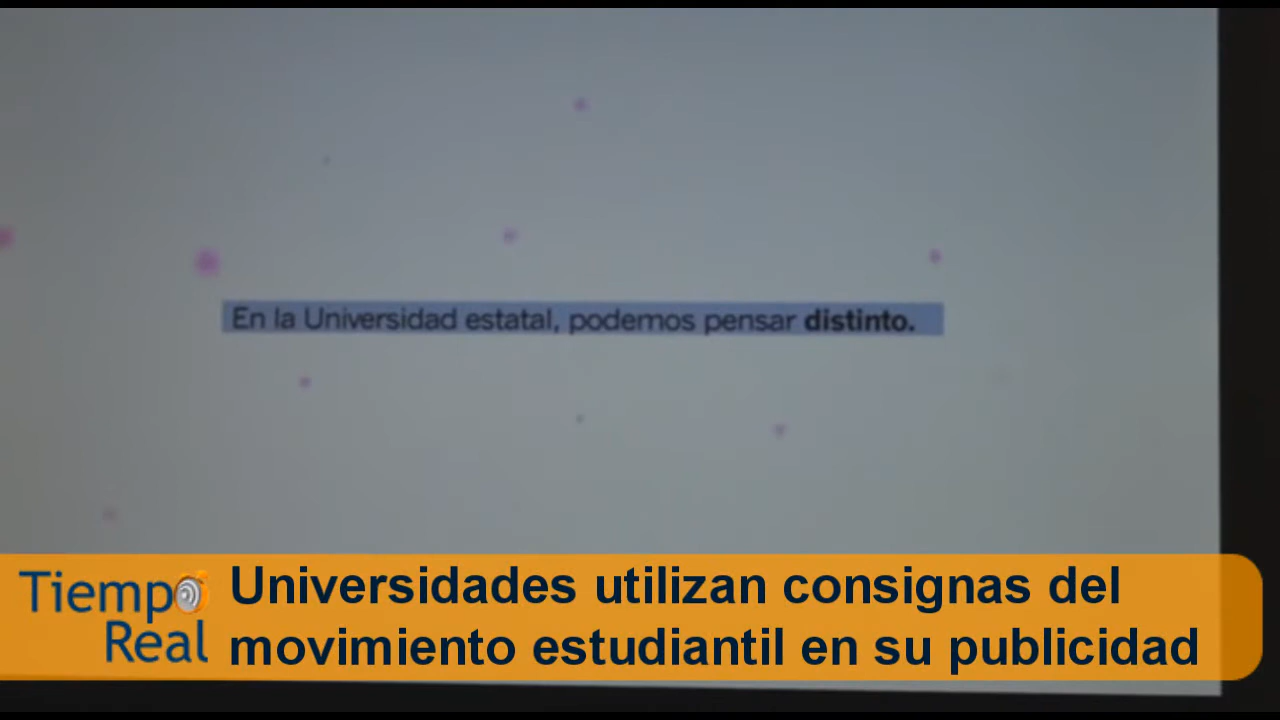 En la Universidad estatal, podemos pensar distinto.
Tiempo
Real
Universidades utilizan consignas del
movimiento estudiantil en su publicidad